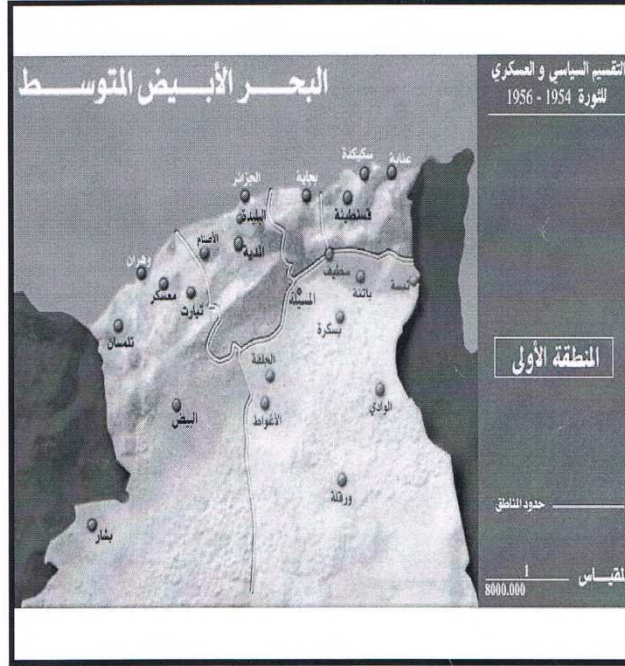 البحر الأبيض المتوسط
التقسيم السياسي و العسكري
للثورة 1954 - 1956
عنابة
سكيكدة
بجاية
الجزائر
قسنطينة
البليدة
المدية
الأصنام
وهران
سطيف
تبسة
باتنة
معسكر
تيارت
المسيلة
بسكرة
تلمسان
المنطقة الأولى
الجلفة
الأغواط
الوادي
البيض
ورقلة
حدود المناطق
بشار
المقياس
1
8000.000